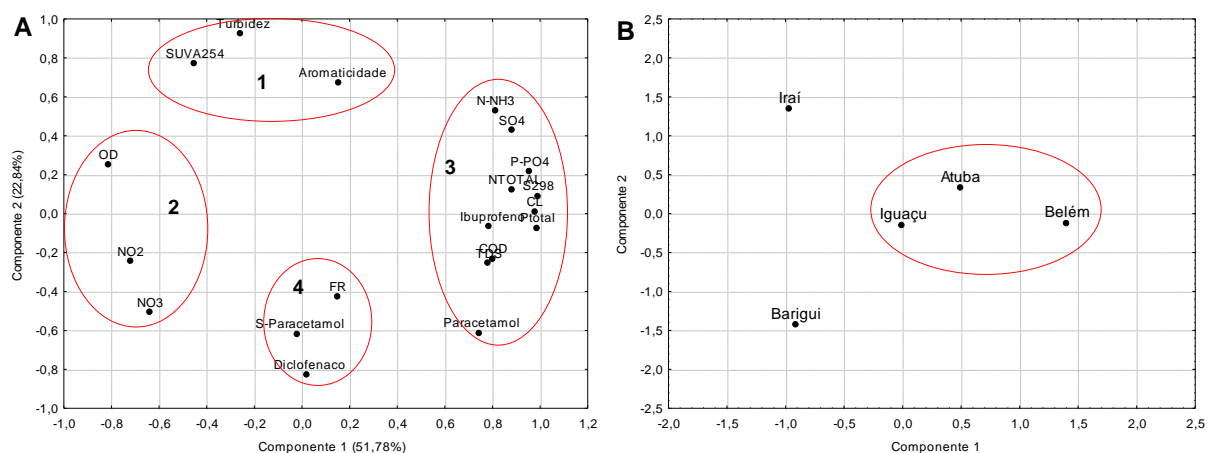 A
1,0
0,8
0,6
0,4
0,2
0,0
-0,2
-0,4
-0,6
-0,8
-1,0
Componente 2 (22,84%)
Turbidez
SUVA254
Aromaticidade
1
N-NH3
SO4
3
P-PO4
NTOTAL
S298
CL
Ibuprofeno
Ptotal
COD
TDS
Paracetamol
OD
2
NO2
NO3
4
FR
S-Paracetamol
Diclofenaco
-1,0 -0,8 -0,6 -0,4 -0,2 0,0 0,2 0,4 0,6 0,8 1,0 1,2
Componente 1 (51,78%)
B
2,5
2,0
1,5
1,0
0,5
0,0
-0,5
-1,0
-1,5
-2,0
-2,5
Componente 2
Iraí
Atuba
Iguaçu
Belém
Barigui
-2,0 -1,5 -1,0 -0,5 0,0 0,5 1,0 1,5 2,0 2,5
Componente 1